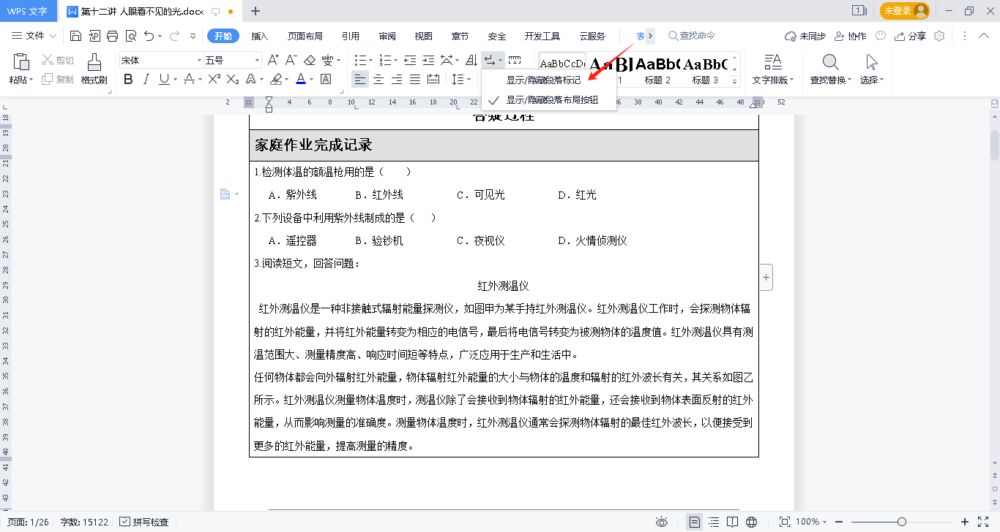 WPS 文字
第十二讲 人眼看不见的光.docx
1
未登录
文件
开始
插入
页面布局
引用
审阅
视图
章节
安全
开发工具
云服务
表
查找命令
未同步
协作
分享
粘贴
剪切
复制
格式刷
宋体
五号
AaBbCcD
AaBbC
AaBbC
1
标题 2
标题 3
文字排版
查找替换
选择
显示/隐藏段落标记
显示/隐藏段落布局按钮
2 2 4 6 8 10 12 14 16 18 20 22 38 40 42 44 46 48 52
18 19 20 21 22 23 24 25 26 27 28 29 30 31 32 33 34 35 36 37 38 39 40 41 42 43
答疑过程
家庭作业完成记录
1.检测体温的额温枪用的是（ ）
A．紫外线 B．红外线 C．可见光 D．红光
2.下列设备中利用紫外线制成的是（ ）
A．遥控器 B．验钞机 C．夜视仪 D．火情侦测仪
3.阅读短文，回答问题：
红外测温仪
红外测温仪是一种非接触式辐射能量探测仪，如图甲为某手持红外测温仪。红外测温仪工作时，会探测物体辐
射的红外能量，并将红外能量转变为相应的电信号，最后将电信号转变为被测物体的温度值。红外测温仪具有测
温范围大、测量精度高、响应时间短等特点，广泛应用于生产和生活中。
任何物体都会向外辐射红外能量，物体辐射红外能量的大小与物体的温度和辐射的红外波长有关，其关系如图乙
所示。红外测温仪测量物体温度时，测温仪除了会接收到物体辐射的红外能量，还会接收到物体表面反射的红外
能量，从而影响测量的准确度。测量物体温度时，红外测温仪通常会探测物体辐射的最佳红外波长，以便接受到
更多的红外能量，提高测量的精度。
页面: 1/26
字数: 15122
拼写检查
100%